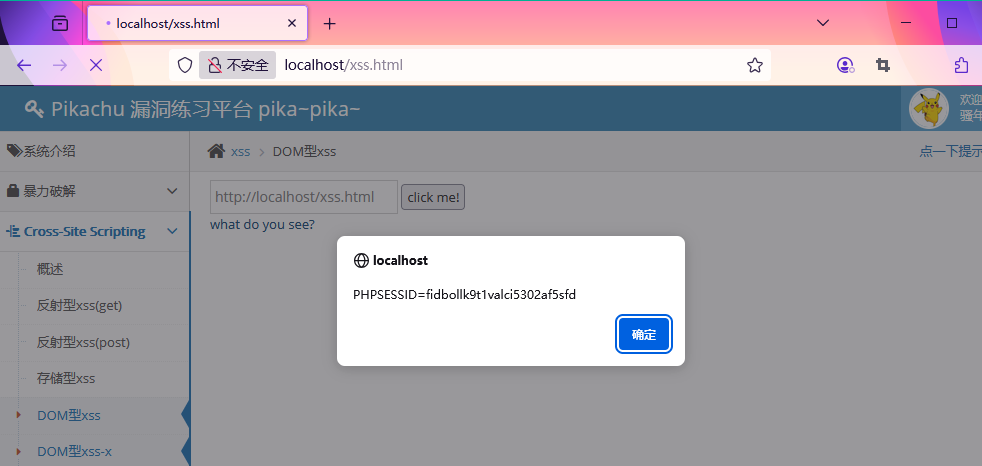 localhost/xss.html
不安全 localhost/xss.html
Pikachu 漏洞练习平台 pika~pika~
欢迎
骚年
系统介绍
xss DOM型xss
点一下提示
暴力破解
http://localhost/xss.html click me!
Cross-Site Scripting
what do you see?
localhost
PHPSESSID=fidbollk9t1valci5302af5sfd
确定
概述
反射型xss(get)
反射型xss(post)
存储型xss
DOM型xss
DOM型xss-x